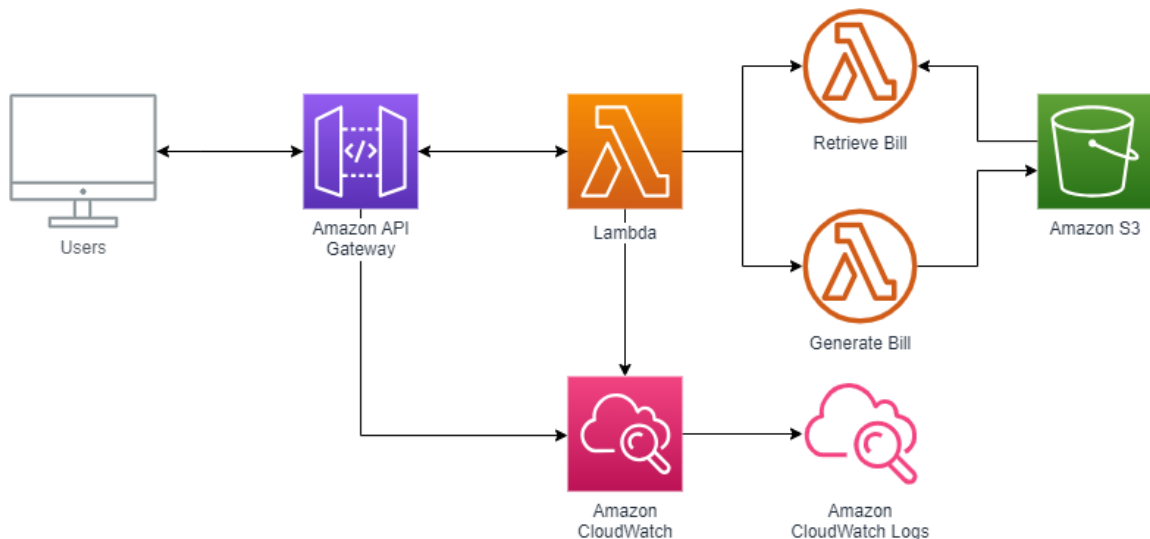 Users
Amazon API
Gateway
</>
Lambda
Retrieve Bill
Generate Bill
Amazon S3
Amazon
CloudWatch
Amazon
CloudWatch Logs